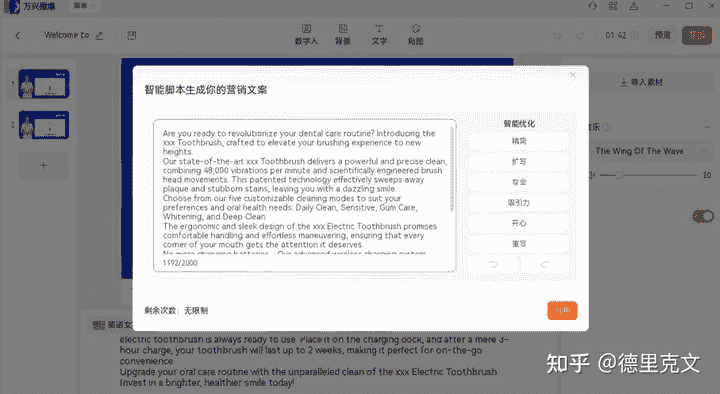 Welcome to
01:42
预览
数字人
背景
文字
贴图
导入素材
智能脚本生成你的营销文案
Are you ready to revolutionize your dental care routine? Introducing the
xxx Toothbrush, crafted to elevate your brushing experience to new
heights.
Our state-of-the-art xxx Toothbrush delivers a powerful and precise clean,
combining 48,000 vibrations per minute and scientifically engineered brush
head movements. This patented technology effectively sweeps away
plaque and stubborn stains, leaving you with a dazzling smile.
Choose from our five customizable cleaning modes to suit your
preferences and oral health needs: Daily Clean, Sensitive, Gum Care,
Whitening, and Deep Clean
The ergonomic and sleek design of the xxx Electric Toothbrush promises
comfortable handling and effortless maneuvering, ensuring that every
corner of your mouth gets the attention it deserves.
1192/2000
智能优化
精简
扩写
专业
吸引力
开心
重写
剩余次数：无限制
The Wing Of The Wave
20
electric toothbrush is always ready to use. Place it on the charging dock, and after a mere 3-
hour charge, your toothbrush will last up to 2 weeks, making it perfect for on-the-go
convenience.
Upgrade your oral care routine with the unparalleled clean of the xxx Electric Toothbrush
Invest in a brighter, healthier smile today!
知乎 @德里克文